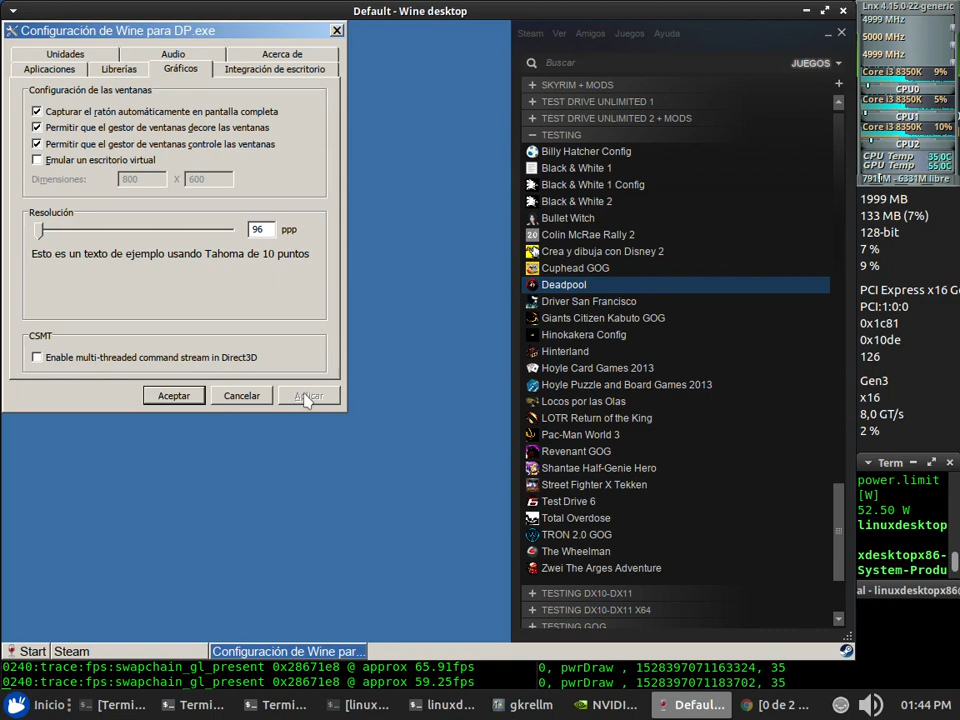 Default - Wine desktop
Configuración de Wine para DP.exe
Unidades
Audio
Acerca de
Aplicaciones
Librerías
Gráficos
Integración de escritorio
Configuración de las ventanas
Capturar el ratón automáticamente en pantalla completa
Permitir que el gestor de ventanas decore las ventanas
Permitir que el gestor de ventanas controle las ventanas
Emular un escritorio virtual
Dimensiones:
800
X
600
Resolución
96
ppp
Esto es un texto de ejemplo usando Tahoma de 10 puntos
CSMT
Enable multi-threaded command stream in Direct3D
Aceptar
Cancelar
Steam
Ver
Amigos
Juegos
Ayuda
Buscar
JUEGOS
SKYRIM + MODS
TEST DRIVE UNLIMITED 1
TEST DRIVE UNLIMITED 2 + MODS
TESTING
Billy Hatcher Config
Black & White 1
Black & White 1 Config
Black & White 2
Bullet Witch
Colin McRae Rally 2
Crea y dibuja con Disney 2
Cuphead GOG
Deadpool
Driver San Francisco
Giants Citizen Kabuto GOG
Hinokakera Config
Hinterland
Hoyle Card Games 2013
Hoyle Puzzle and Board Games 2013
Locos por las Olas
LOTR Return of the King
Pac-Man World 3
Revenant GOG
Shantae Half-Genie Hero
Street Fighter X Tekken
Test Drive 6
Total Overdose
TRON 2.0 GOG
The Wheelman
Zwei The Arges Adventure
TESTING DX10-DX11
TESTING DX10-DX11 X64
TESTING GOG
Start
Steam
Configuración de Wine par...
0240:trace:fps:swapchain_gl_present 0x28671e8 @ approx 65.91fps
0240:trace:fps:swapchain_gl_present 0x28671e8 @ approx 59.25fps
0, pwrDraw , 1528397071163324, 35
0, pwrDraw , 1528397071183702, 35
Lnx 4.15.0-22-generic
4999 MHz
5000 MHz
4999 MHz
Core i3 8350K 9%
CPU0
Core i3 8350K 5%
CPU1
Core i3 8350K 10%
CPU2
CPU Temp 35,0C
GPU Temp 55,0C
6331M libre
1999 MB
133 MB (7%)
128-bit
7 %
9 %
PCI Express x16 Ge
PCI:1:0:0
0x1c81
0x10de
126
Gen3
x16
8,0 GT/s
2 %
Term
power.limit
[W]
52.50 W
linuxdesktop
xdesktopx86-
System-Produ
al - linuxdesktopx86@
Inicio
[Termi...
Termi...
Termi...
[linux...
linuxd...
gkrellm
NVIDI...
Defaul...
[0 de 2 ...
01:44 PM